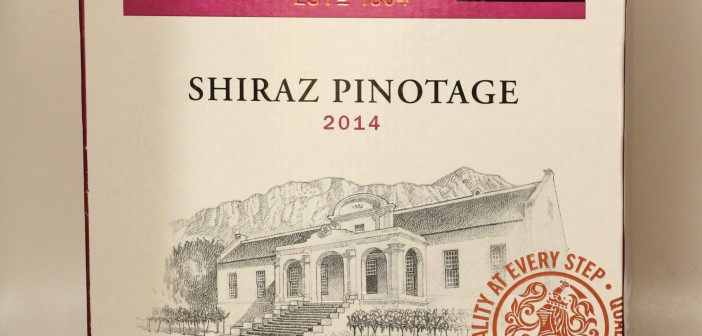 SHIRAZ PINOTAGE
2014
AT EVERY STEP •